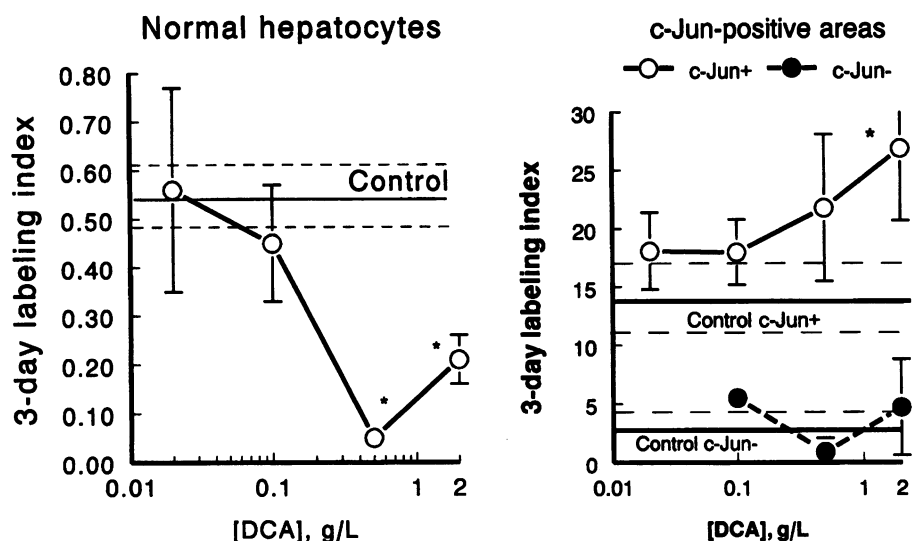 Normal hepatocytes
3-day labeling index
0.80
0.70
0.60
0.50
0.40
0.30
0.20
0.10
0.00
Control
*
*
0.01
0.1
1
2
[DCA], g/L
c-Jun-positive areas
c-Jun+
c-Jun-
3-day labeling index
30
25
20
15
10
5
0
*
Control c-Jun+
Control c-Jun-
0.01
0.1
1
2
[DCA], g/L